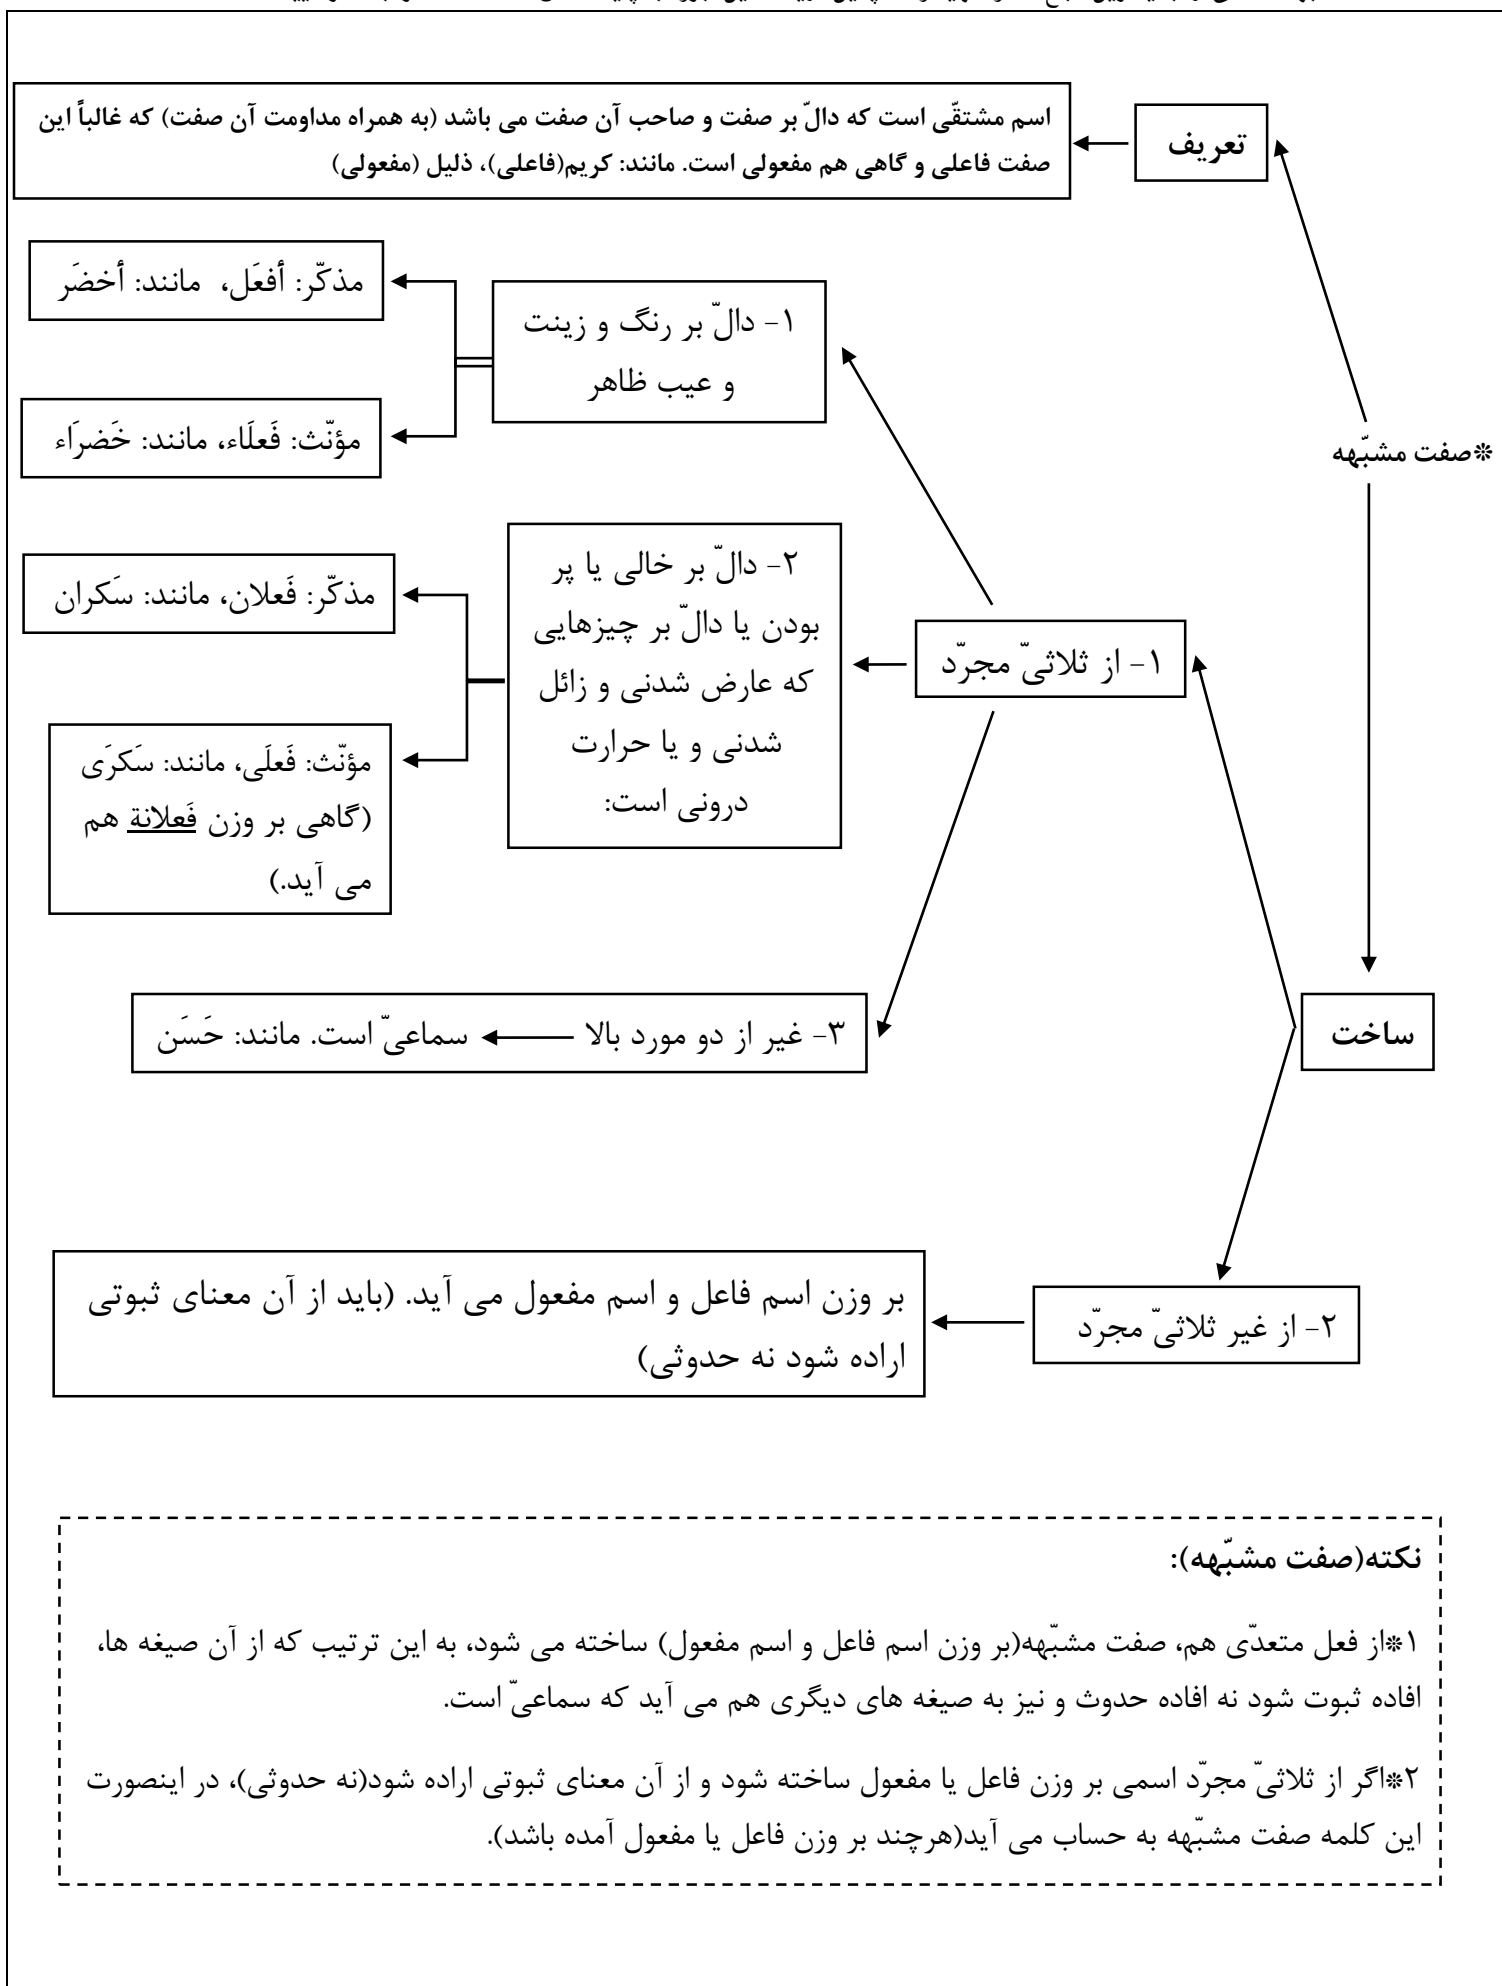 اسم مشتقّی است که دالّ بر صفت و صاحب آن صفت می باشد (به همراه مداومت آن صفت) که غالباً این
صفت فاعلی و گاهی هم مفعولی است. مانند: کریم(فاعلی)، ذلیل (مفعولی)
تعریف
*صفت مشبّهه
۱- دالّ بر رنگ و زینت
و عیب ظاهر
مذکّر: أفعَل، مانند: أخضَر
مؤنّث: فَعلَاء، مانند: خَضرَاء
۱- از ثلاثیّ مجرّد
۲- دالّ بر خالی یا پر
بودن یا دالّ بر چیزهایی
که عارض شدنی و زائل
شدنی و یا حرارت
درونی است:
مذکّر: فَعلان، مانند: سَکران
مؤنّث: فَعلَی، مانند: سَکرَی
(گاهی بر وزن فَعلانة هم
می آید.)
ساخت
۳- غیر از دو مورد بالا ← سماعیّ است. مانند: حَسَن
۲- از غیر ثلاثیّ مجرّد
بر وزن اسم فاعل و اسم مفعول می آید. (باید از آن معنای ثبوتی
اراده شود نه حدوثی)
نکته(صفت مشبّهه):
۱*از فعل متعدّی هم، صفت مشبّهه(بر وزن اسم فاعل و اسم مفعول) ساخته می شود، به این ترتیب که از آن صیغه ها،
افاده ثبوت شود نه افاده حدوث و نیز به صیغه های دیگری هم می آید که سماعیّ است.
۲*اگر از ثلاثیّ مجرّد اسمی بر وزن فاعل یا مفعول ساخته شود و از آن معنای ثبوتی اراده شود(نه حدوثی)، در اینصورت
این کلمه صفت مشبّهه به حساب می آید(هرچند بر وزن فاعل یا مفعول آمده باشد).